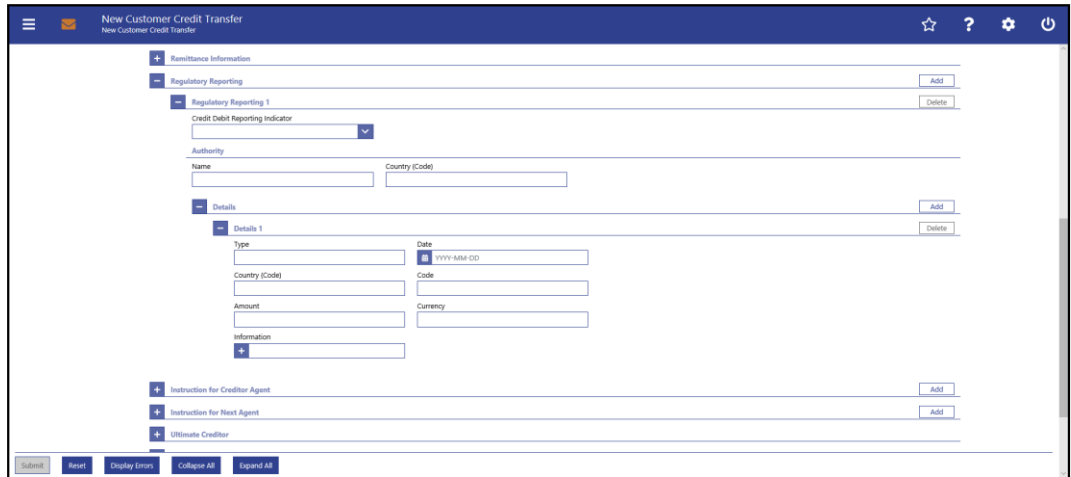 New Customer Credit Transfer
New Customer Credit Transfer
Remittance Information
Regulatory Reporting Add
Regulatory Reporting 1 Delete
Credit Debit Reporting Indicator
Authority
Name Country (Code)
Details Add
Details 1 Delete
Type Date
YYYY-MM-DD
Country (Code) Code
Amount Currency
Information
Instruction for Creditor Agent Add
Instruction for Next Agent Add
Ultimate Creditor
Submit Reset Display Errors Collapse All Expand All